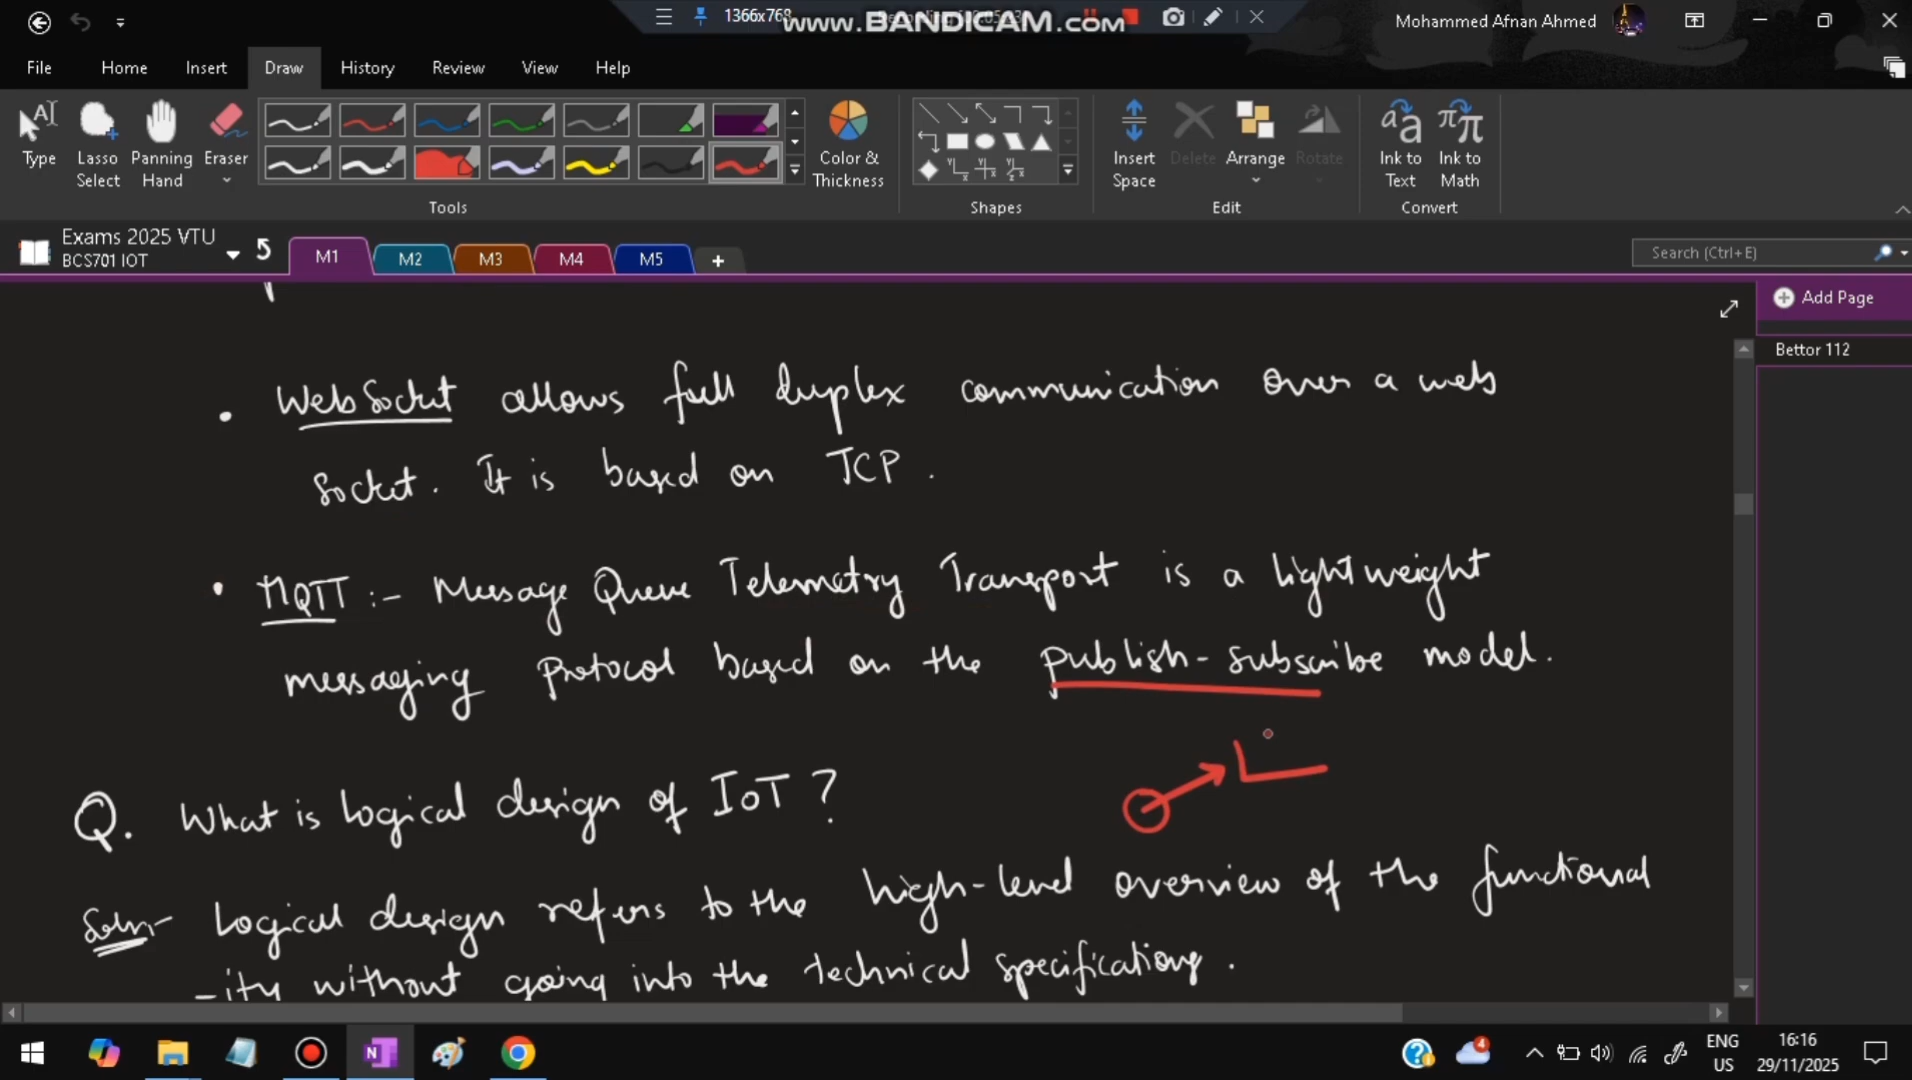 1366x768
www.BANDICAM.com
Mohammed Afnan Ahmed
File Home Insert Draw History Review View Help
Type
Lasso Select
Panning Hand
Eraser
Color & Thickness
Insert Space
Delete
Arrange
Rotate
Ink to Text
Ink to Math
Tools
Shapes
Edit
Convert
Exams 2025 VTU
BCS701 IOT
M1 M2 M3 M4 M5 +
Search (Ctrl+E)
Add Page
Bettor 112
• WebSocket allows full duplex communication over a web
socket. It is based on TCP.
• MQTT :- Message Queue Telemetry Transport is a lightweight
messaging protocol based on the publish-subscribe model.
Q. What is logical design of IoT ?
Soln:- Logical design refers to the high-level overview of the functional
-ity without going into the technical specifications.
4
ENG
US
16:16
29/11/2025